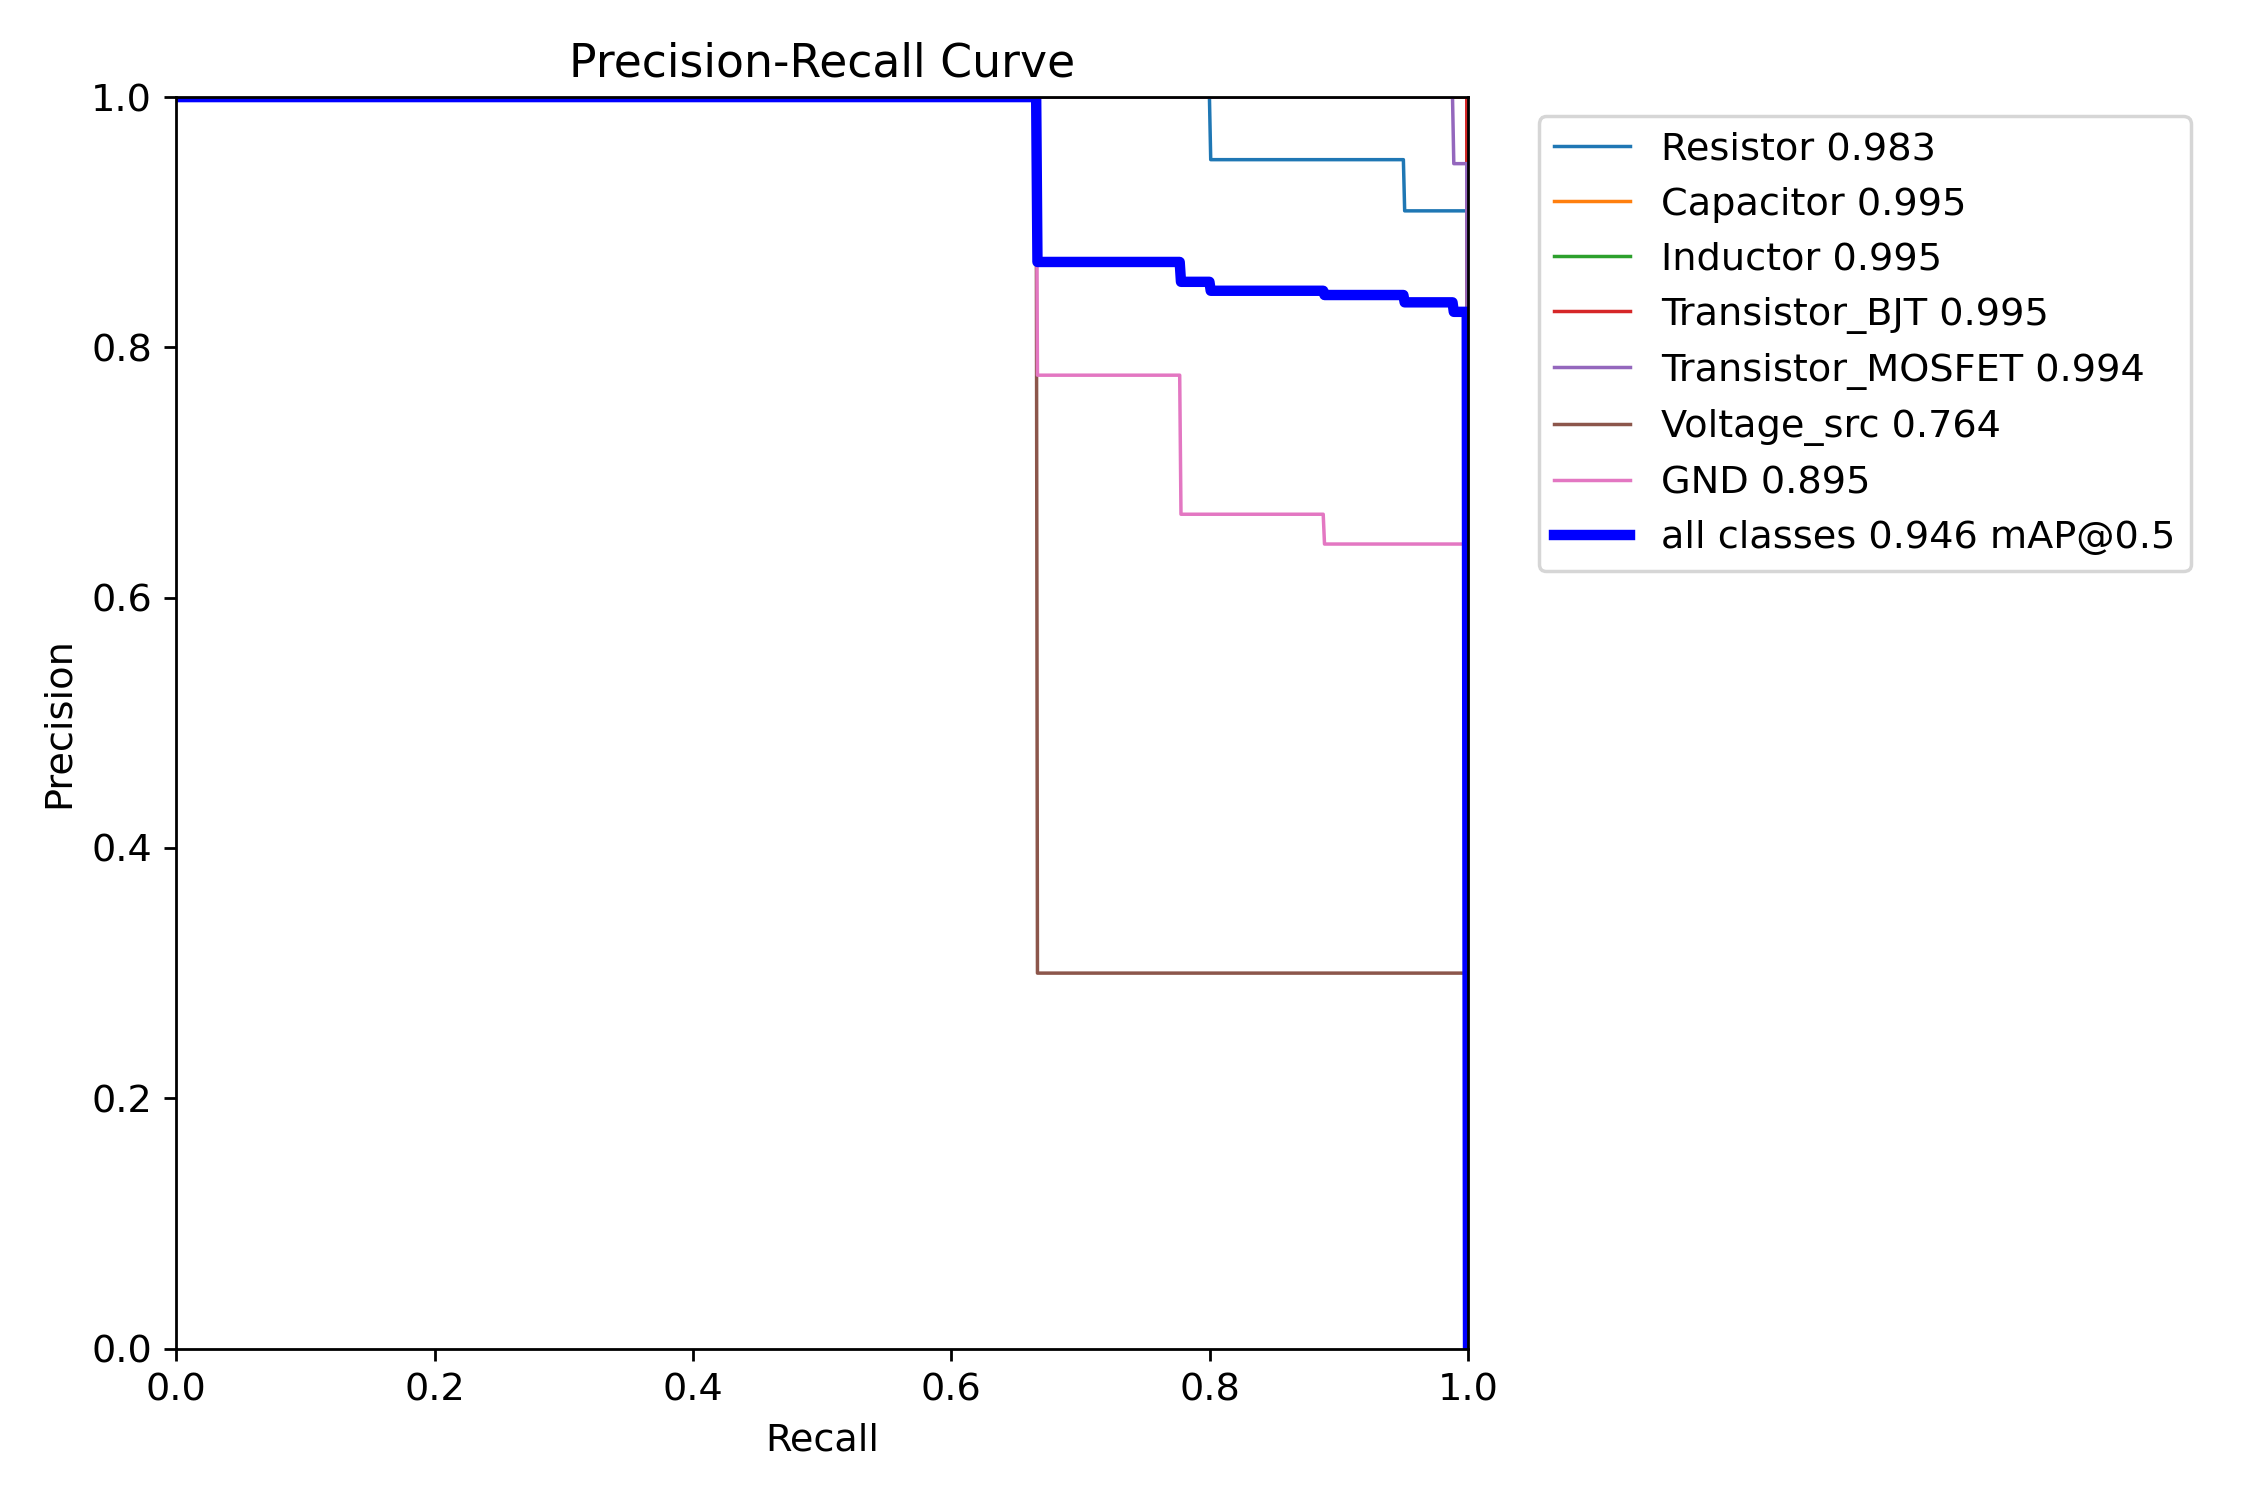 Precision-Recall Curve
1.0
0.8
0.6
0.4
0.2
0.0
Precision
0.0 0.2 0.4 0.6 0.8 1.0
Recall
Resistor 0.983
Capacitor 0.995
Inductor 0.995
Transistor_BJT 0.995
Transistor_MOSFET 0.994
Voltage_src 0.764
GND 0.895
all classes 0.946 mAP@0.5